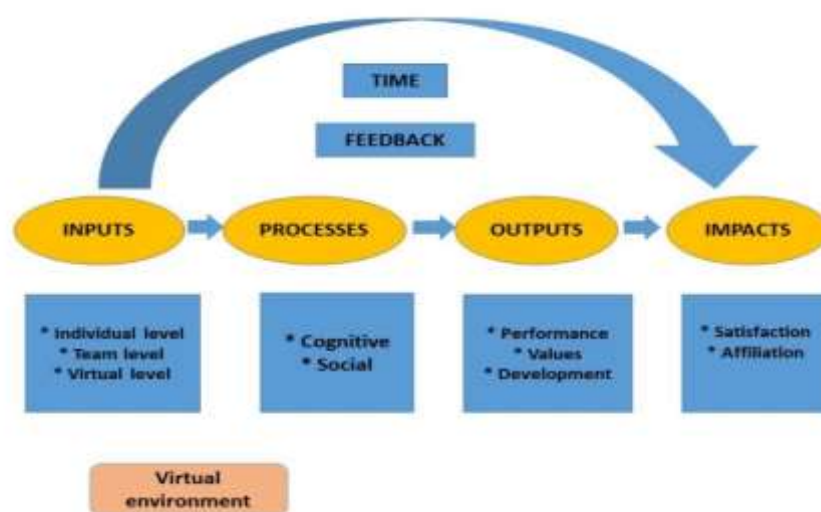 TIME
FEEDBACK
INPUTS
PROCESSES
OUTPUTS
IMPACTS
* Individual level
* Team level
* Virtual level
* Cognitive
* Social
* Performance
* Values
* Development
* Satisfaction
* Affiliation
Virtual
environment